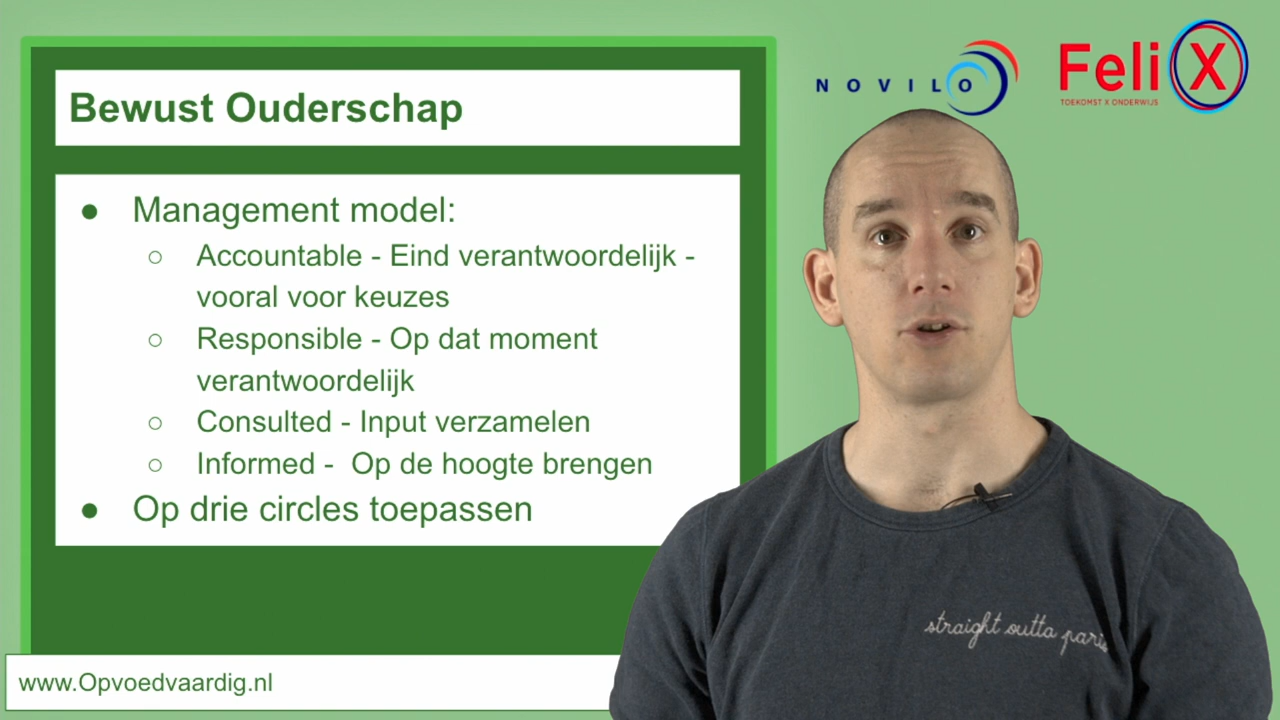 Bewust Ouderschap
NOVILO
FeliX
TOEKOMST X ONDERWIJS
● Management model:
○ Accountable - Eind verantwoordelijk -
vooral voor keuzes
○ Responsible - Op dat moment
verantwoordelijk
○ Consulted - Input verzamelen
○ Informed - Op de hoogte brengen
● Op drie circles toepassen
straight outta paris
www.Opvoedvaardig.nl